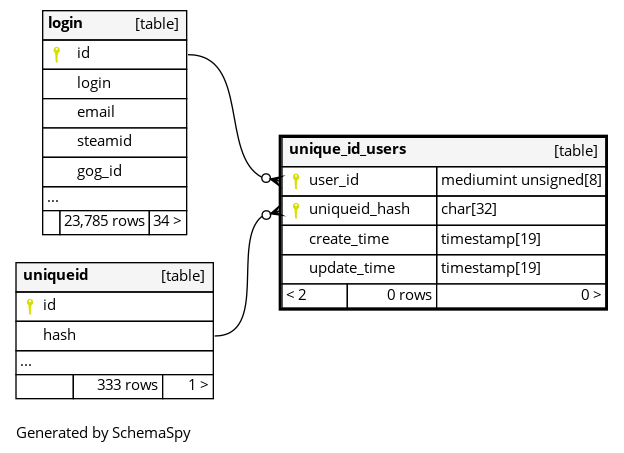 login [table]
id
login
email
steamid
gog_id
...
23,785 rows 34 >
uniqueid [table]
id
hash
...
333 rows 1 >
unique_id_users [table]
user_id mediumint unsigned[8]
uniqueid_hash char[32]
create_time timestamp[19]
update_time timestamp[19]
< 2 0 rows 0 >
Generated by SchemaSpy